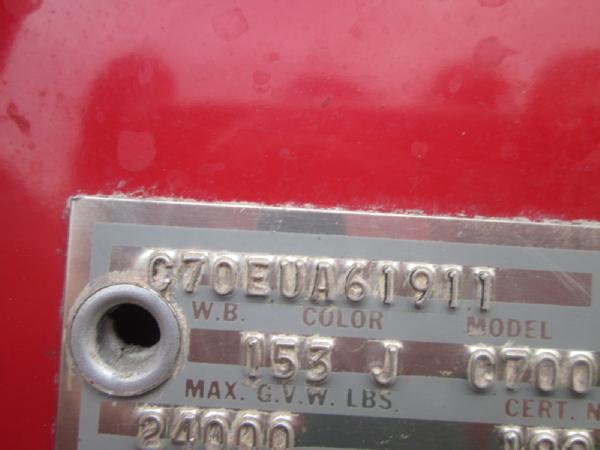 C70EUA61911
W.B. COLOR MODEL
153 J C700
MAX. G.V.W. LBS. CERT. N
24000